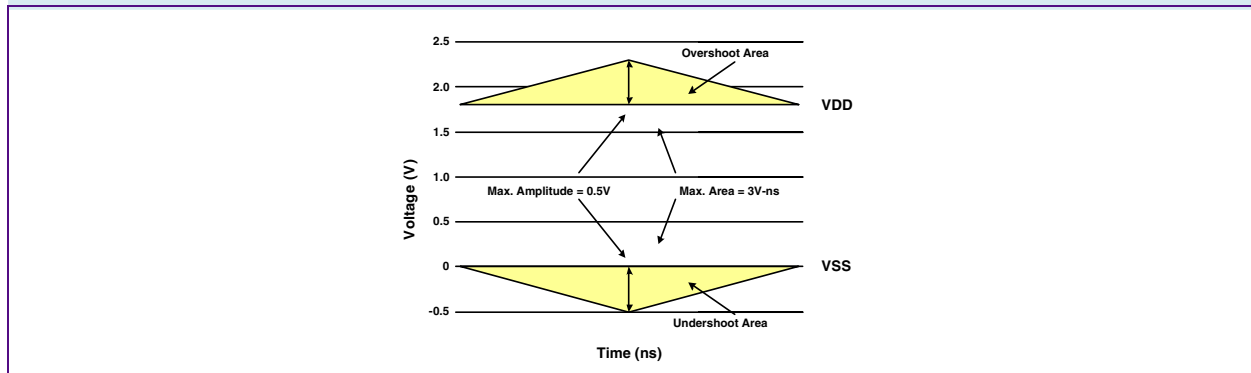 2.5
Overshoot Area
2.0
VDD
1.5
1.0
Max. Amplitude = 0.5V
Max. Area = 3V-ns
0.5
0
VSS
-0.5
Undershoot Area
Voltage (V)
Time (ns)